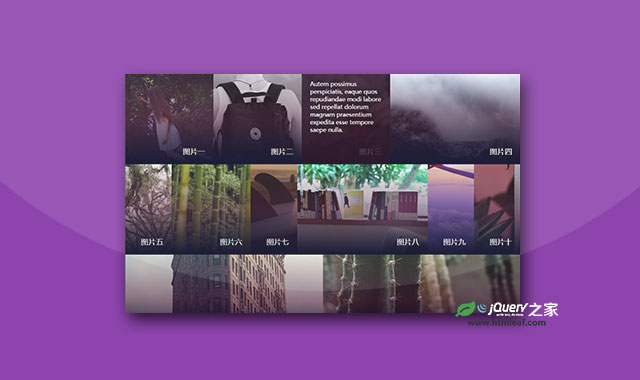 Autem possimus
perspiciatis, eaque quos
repudiandae modi labore
sed repellat dolorum
magnam praesentium
expedita esse tempore
saepe nulla.
图片一
图片二
图片三
图片四
图片五
图片六
图片七
图片八
图片九
图片十
jQuery之家
www.htmleaf.com